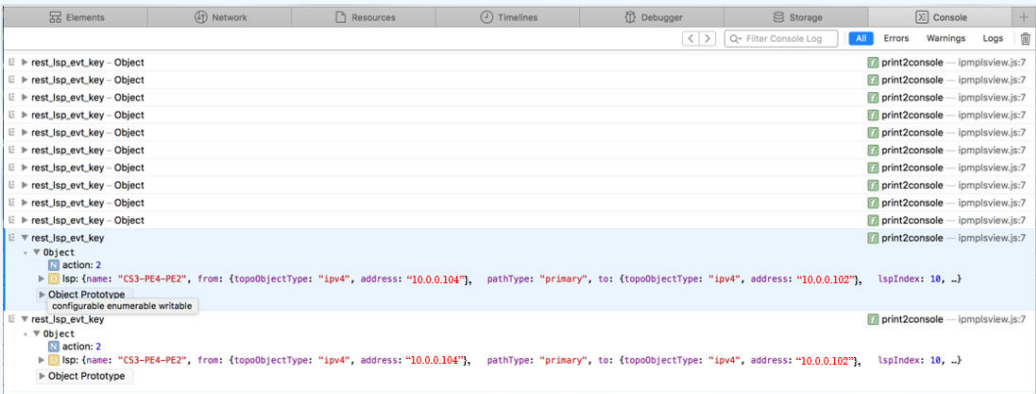 Elements Network Resources Timelines Debugger Storage Console +
< > Filter Console Log All Errors Warnings Logs
rest_lsp_evt_key – Object print2console — ipmplsview.js:7
rest_lsp_evt_key – Object print2console — ipmplsview.js:7
rest_lsp_evt_key – Object print2console — ipmplsview.js:7
rest_lsp_evt_key – Object print2console — ipmplsview.js:7
rest_lsp_evt_key – Object print2console — ipmplsview.js:7
rest_lsp_evt_key – Object print2console — ipmplsview.js:7
rest_lsp_evt_key – Object print2console — ipmplsview.js:7
rest_lsp_evt_key – Object print2console — ipmplsview.js:7
rest_lsp_evt_key – Object print2console — ipmplsview.js:7
rest_lsp_evt_key – Object print2console — ipmplsview.js:7
rest_lsp_evt_key print2console — ipmplsview.js:7
Object
N action: 2
lsp: {name: "CS3-PE4-PE2", from: {topoObjectType: "ipv4", address: “10.0.0.104”}, pathType: "primary", to: {topoObjectType: "ipv4", address: “10.0.0.102”}, lspIndex: 10, …}
Object Prototype
configurable enumerable writable
rest_lsp_evt_key print2console — ipmplsview.js:7
Object
N action: 2
lsp: {name: "CS3-PE4-PE2", from: {topoObjectType: "ipv4", address: “10.0.0.104”}, pathType: "primary", to: {topoObjectType: "ipv4", address: “10.0.0.102”}, lspIndex: 10, …}
Object Prototype